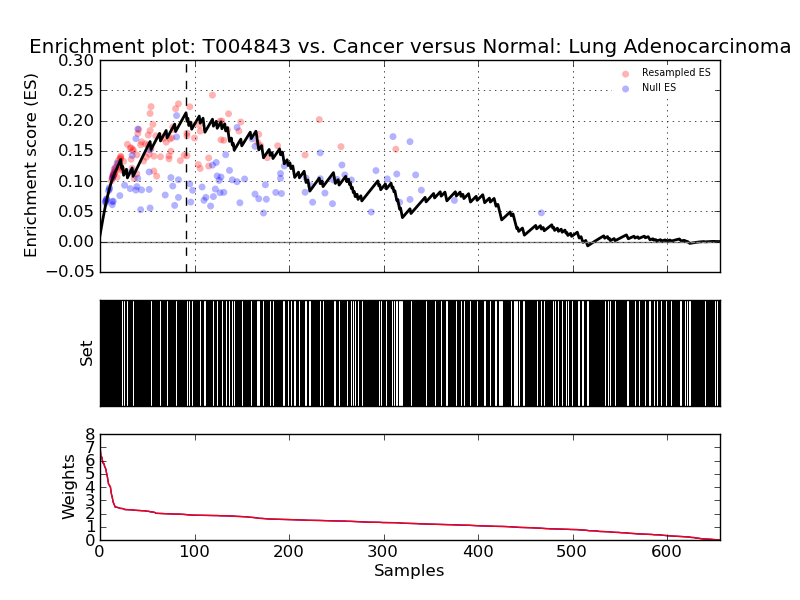 Enrichment plot: T004843 vs. Cancer versus Normal: Lung Adenocarcinoma
0.30
0.25
0.20
0.15
0.10
0.05
0.00
−0.05
Enrichment score (ES)
Resampled ES
Null ES
Set
8
7
6
5
4
3
2
1
0
Weights
0 100 200 300 400 500 600
Samples